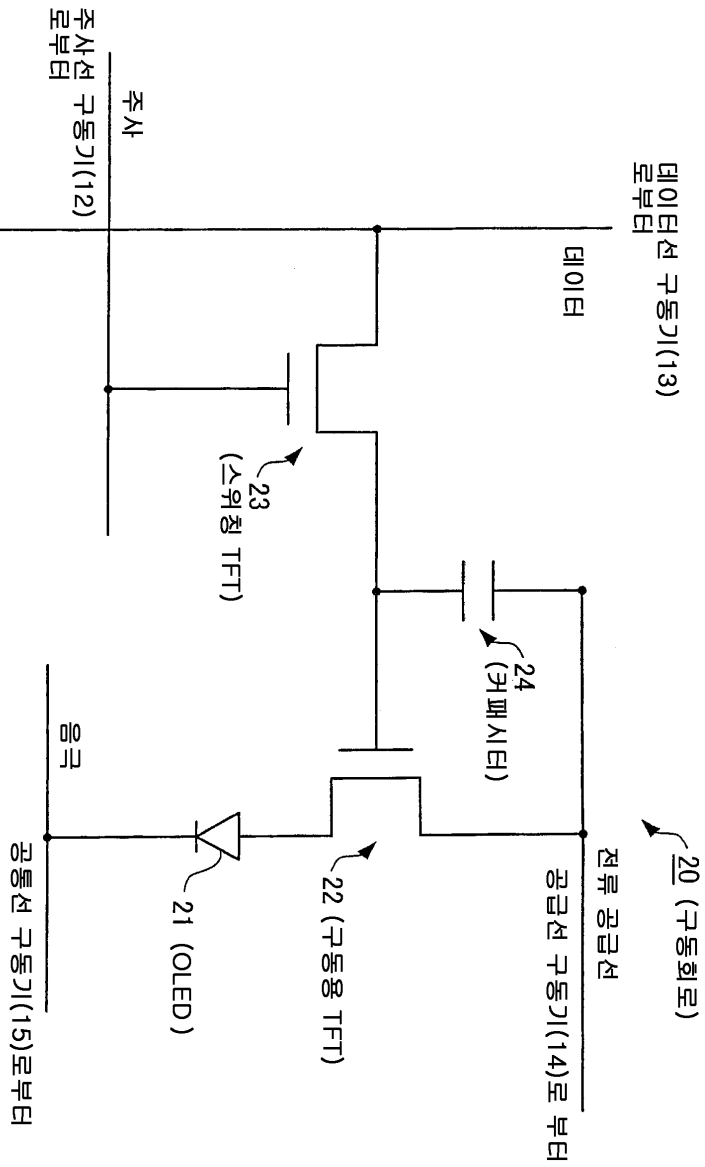 주사선 구동기(12)
로부터
주사
데이터선 구동기(13)
로부터
데이터
23
(스위칭 TFT)
24
(커패시터)
20 (구동회로)
전류 공급선
공급선 구동기(14)로 부터
22 (구동용 TFT)
21 (OLED)
음극
공통선 구동기(15)로부터